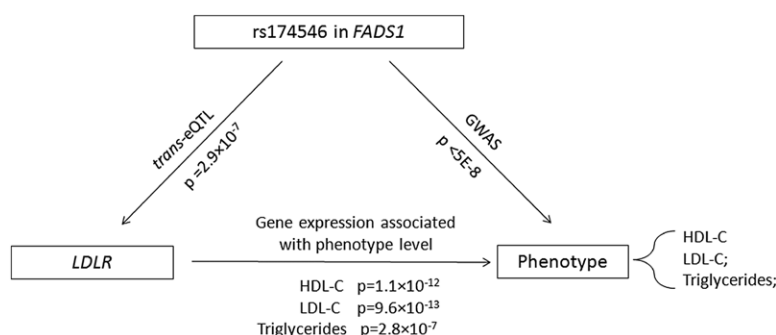 rs174546 in FADS1
trans-eQTL
p =2.9×10⁻⁷
GWAS
p <5E-8
Gene expression associated
with phenotype level
LDLR
Phenotype
HDL-C
LDL-C;
Triglycerides;
HDL-C p=1.1×10⁻¹²
LDL-C p=9.6×10⁻¹³
Triglycerides p=2.8×10⁻⁷